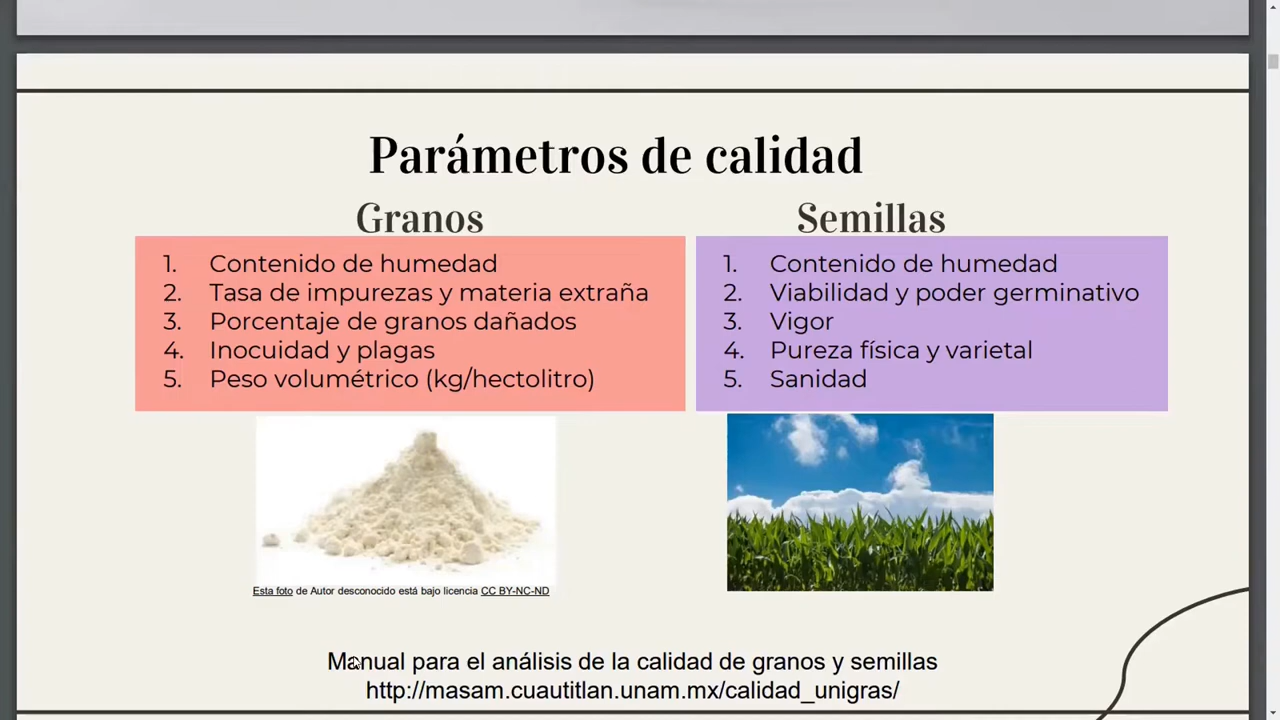 Parámetros de calidad
Granos
1. Contenido de humedad
2. Tasa de impurezas y materia extraña
3. Porcentaje de granos dañados
4. Inocuidad y plagas
5. Peso volumétrico (kg/hectolitro)
Semillas
1. Contenido de humedad
2. Viabilidad y poder germinativo
3. Vigor
4. Pureza física y varietal
5. Sanidad
Esta foto de Autor desconocido está bajo licencia CC BY-NC-ND
Manual para el análisis de la calidad de granos y semillas
http://masam.cuautitlan.unam.mx/calidad_unigras/